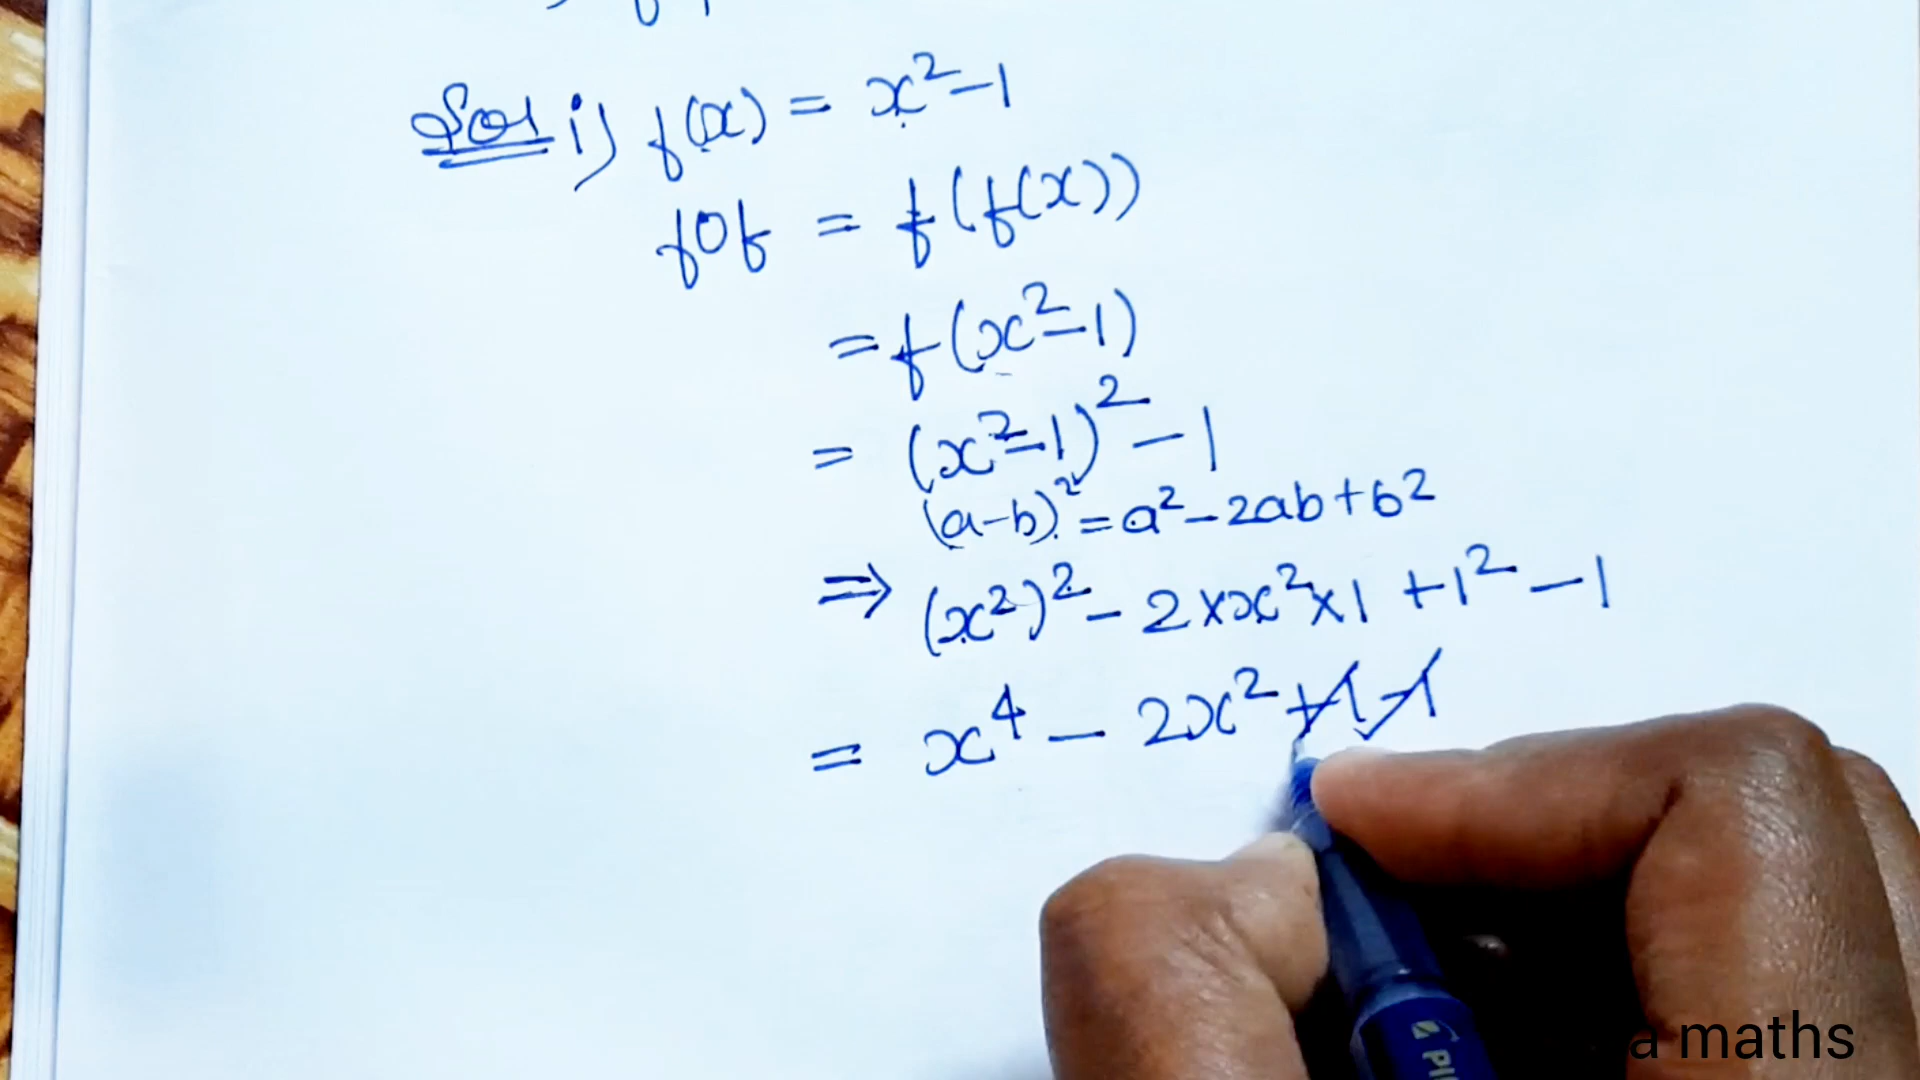 Sol i) f(x) = x² - 1
fof = f(f(x))
= f(x² - 1)
= (x² - 1)² - 1
(a-b)² = a² - 2ab + b²
⇒ (x²)² - 2 × x² × 1 + 1² - 1
= x⁴ - 2x² + 1 - 1
a maths